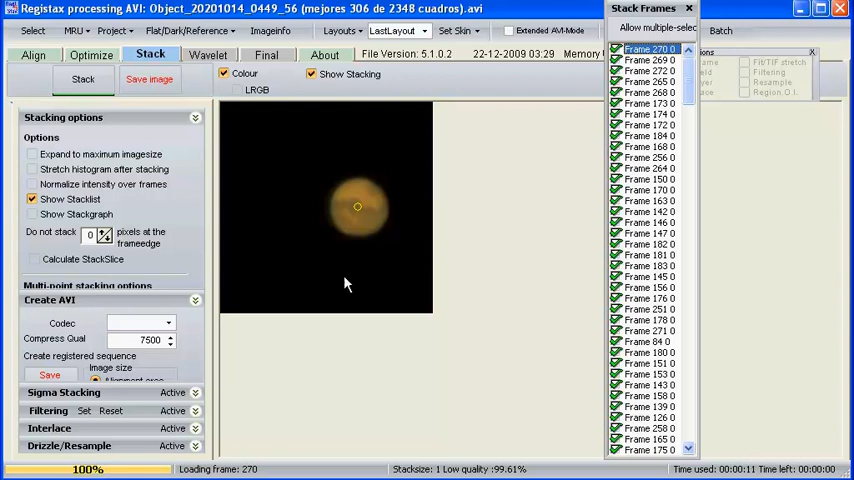 Registax processing AVI: Object_20201014_0449_56 (mejores 306 de 2348 cuadros).avi
Stack Frames
Select MRU Project Flat/Dark/Reference Imageinfo Layouts LastLayout Set Skin Extended AVI-Mode Batch
Allow multiple-selec
Align Optimize Stack Wavelet Final About File Version: 5.1.0.2 22-12-2009 03:29
Stack Save image
Colour Show Stacking
LRGB
Stacking options
Options
Expand to maximum imagesize
Stretch histogram after stacking
Normalize intensity over frames
Show Stacklist
Show Stackgraph
Do not stack 0 pixels at the
frameedge
Calculate StackSlice
Multi-point stacking options
Create AVI
Codec
Compress Qual 7500
Create registered sequence
Image size
Save
Sigma Stacking Active
Filtering Set Reset Active
Interlace Active
Drizzle/Resample Active
Frame 270 0
Frame 269 0
Frame 272 0
Frame 265 0
Frame 268 0
Frame 173 0
Frame 174 0
Frame 172 0
Frame 184 0
Frame 168 0
Frame 256 0
Frame 264 0
Frame 150 0
Frame 170 0
Frame 163 0
Frame 142 0
Frame 146 0
Frame 147 0
Frame 182 0
Frame 181 0
Frame 183 0
Frame 145 0
Frame 156 0
Frame 176 0
Frame 251 0
Frame 178 0
Frame 271 0
Frame 84 0
Frame 180 0
Frame 151 0
Frame 153 0
Frame 143 0
Frame 158 0
Frame 139 0
Frame 126 0
Frame 258 0
Frame 165 0
Frame 175 0
Fit/TIF stretch
Filtering
Resample
Region O.I.
100% Loading frame: 270 Stacksize: 1 Low quality :99.61% Time used: 00:00:11 Time left: 00:00:00